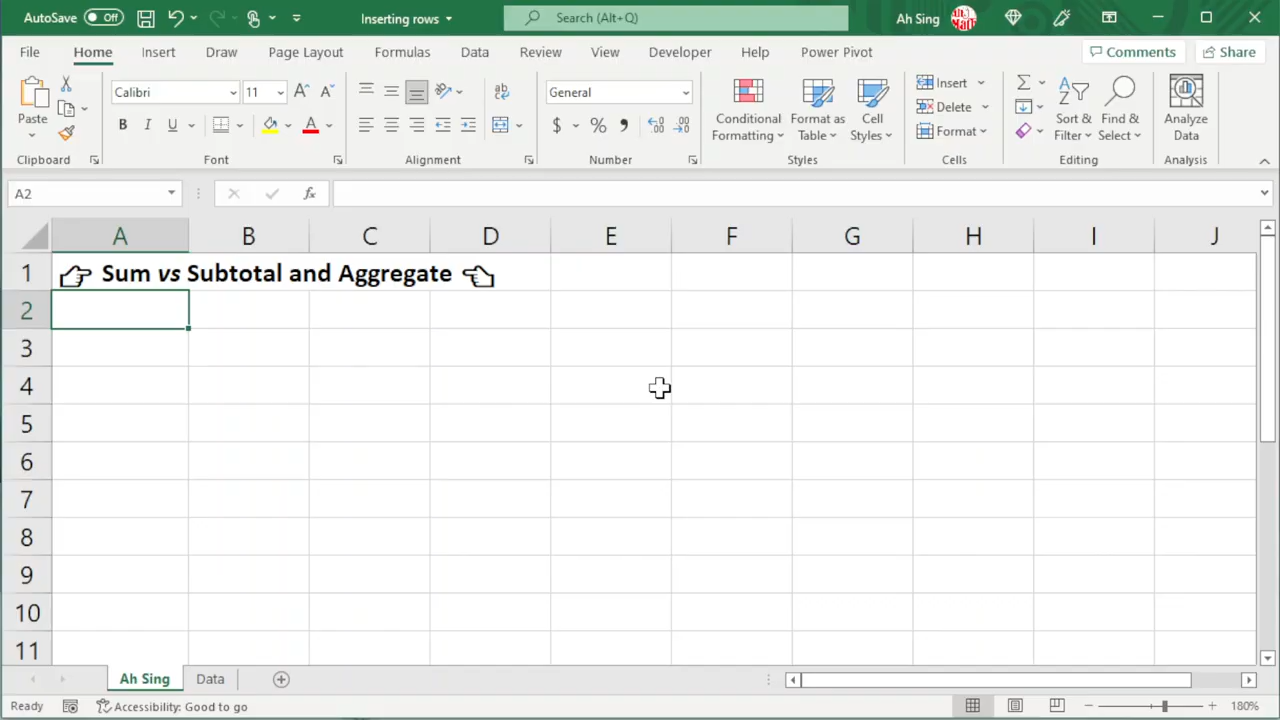 AutoSave Off Inserting rows Search (Alt+Q) Ah Sing
File Home Insert Draw Page Layout Formulas Data Review View Developer Help Power Pivot Comments Share
Paste
Clipboard
Calibri 11
B I U A
Font
Alignment
General
$ % ,
Number
Conditional Formatting
Format as Table
Cell Styles
Styles
Insert
Delete
Format
Cells
Sort & Filter
Find & Select
Editing
Analyze Data
Analysis
A2 fx
A B C D E F G H I J
1 Sum vs Subtotal and Aggregate
2
3
4
5
6
7
8
9
10
11
Ah Sing Data
Ready Accessibility: Good to go 180%